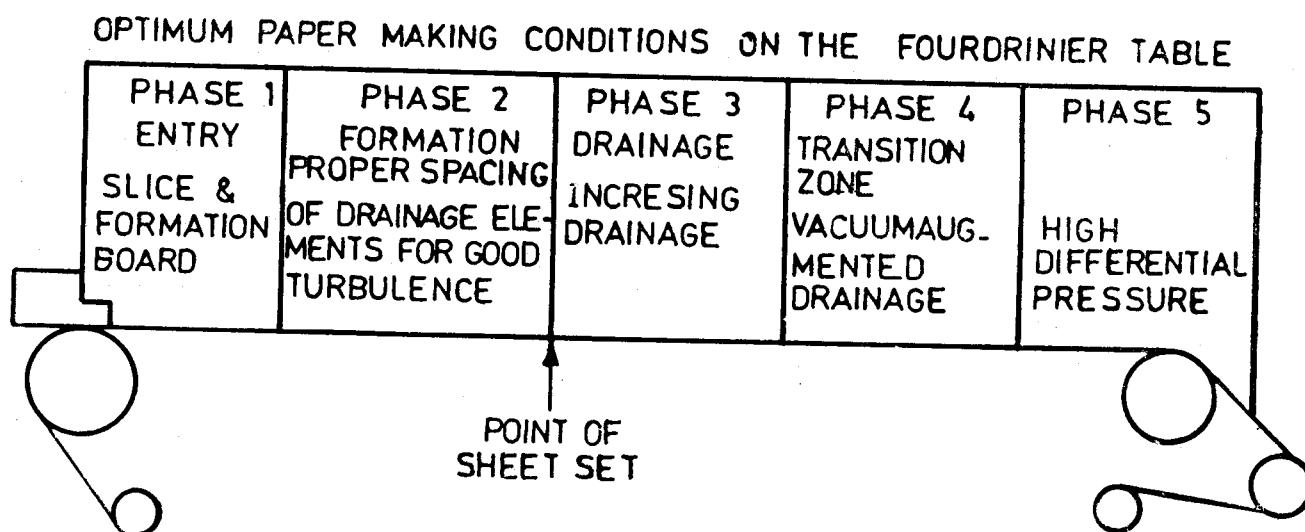 OPTIMUM PAPER MAKING CONDITIONS ON THE FOURDRINIER TABLE
PHASE 1
ENTRY
SLICE &
FORMATION
BOARD
PHASE 2
FORMATION
PROPER SPACING
OF DRAINAGE ELE-
MENTS FOR GOOD
TURBULENCE
PHASE 3
DRAINAGE
INCRESING
DRAINAGE
PHASE 4
TRANSITION
ZONE
VACUUMAUG-
MENTED
DRAINAGE
PHASE 5
HIGH
DIFFERENTIAL
PRESSURE
POINT OF
SHEET SET